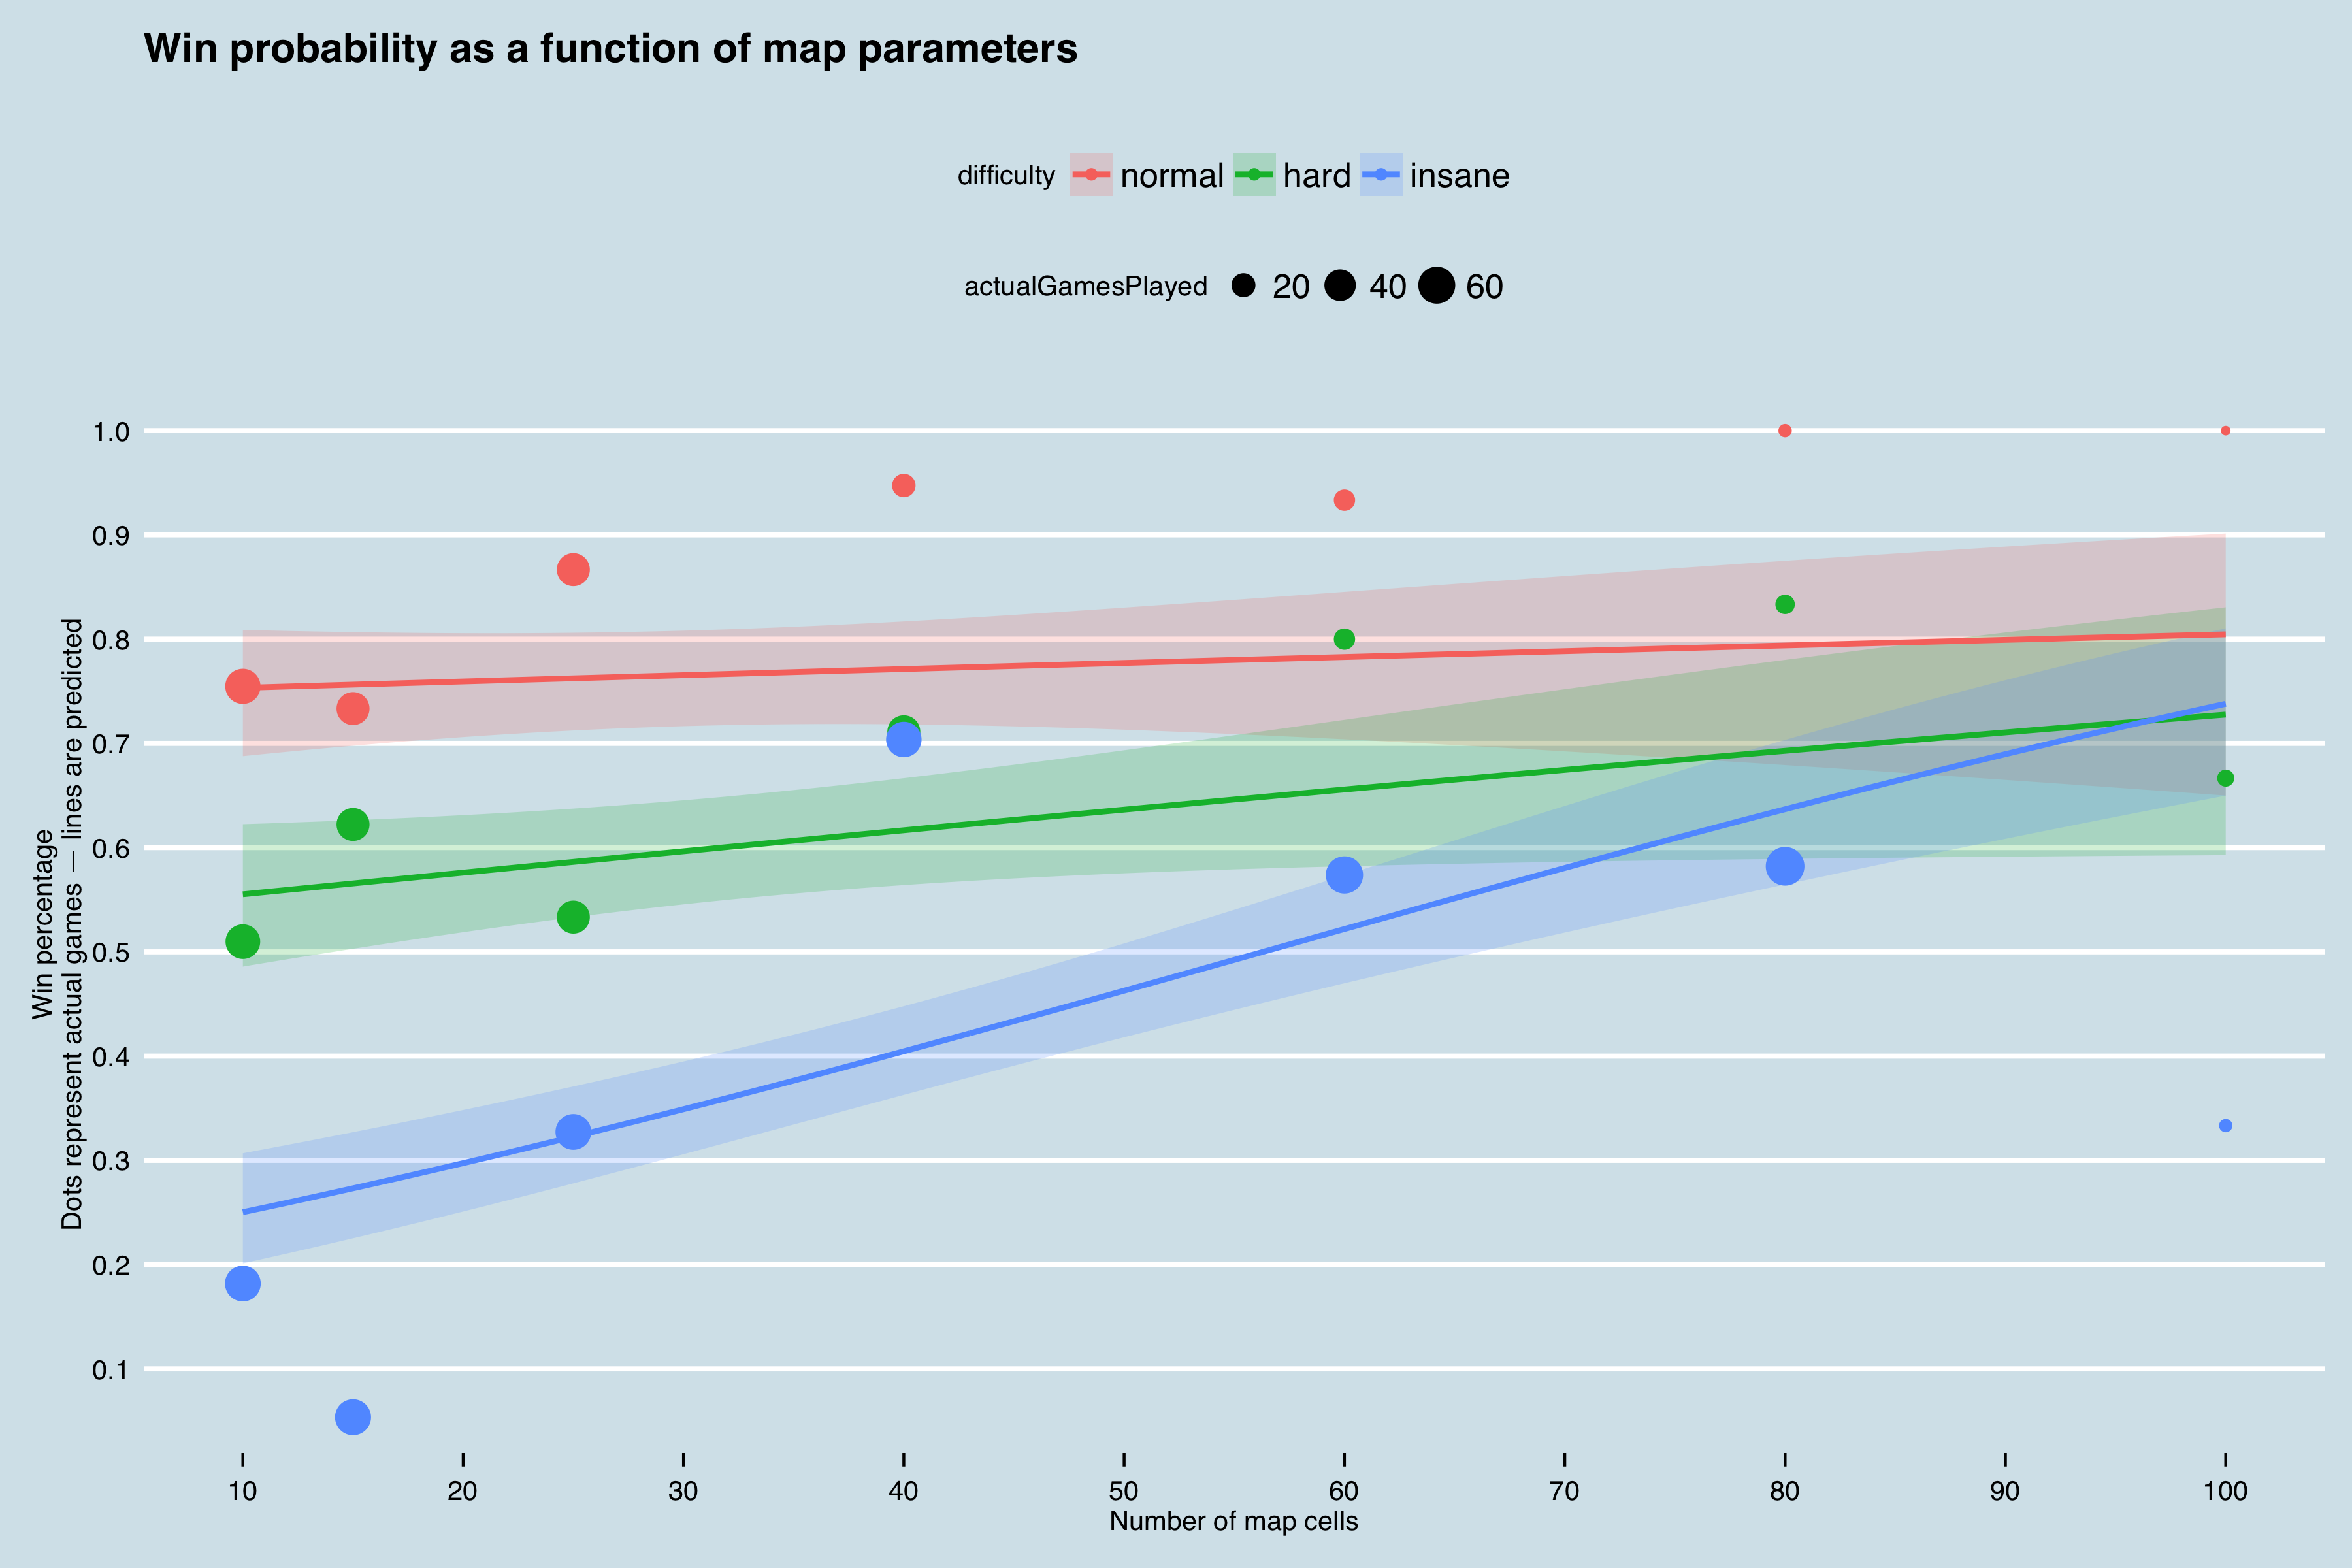 Win probability as a function of map parameters
difficulty normal hard insane
actualGamesPlayed 20 40 60
Win percentage
Dots represent actual games — lines are predicted
1.0
0.9
0.8
0.7
0.6
0.5
0.4
0.3
0.2
0.1
10 20 30 40 50 60 70 80 90 100
Number of map cells